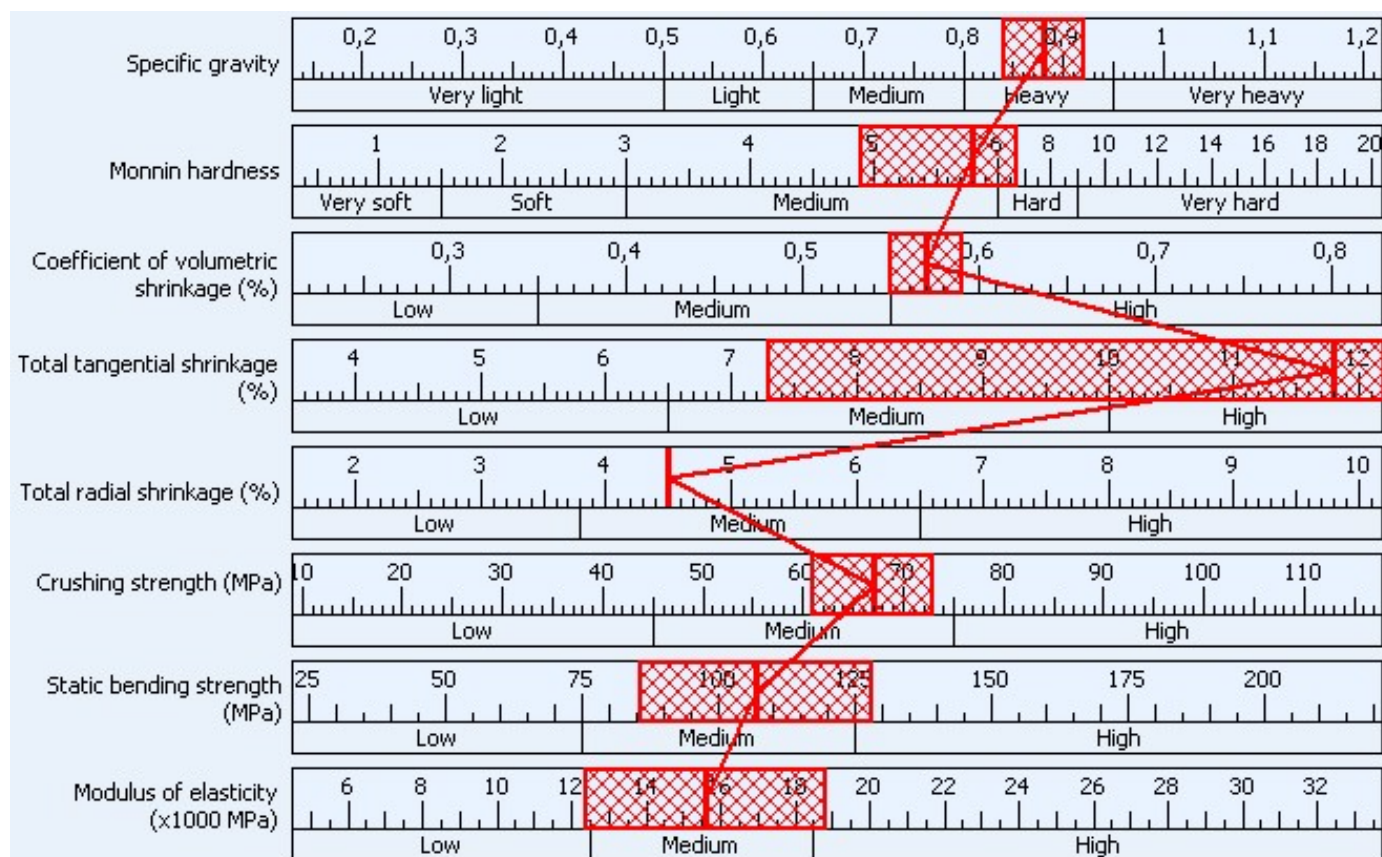 0,2 0,3 0,4 0,5 0,6 0,7 0,8 0,9 1 1,1 1,2
Specific gravity
Very light Light Medium Heavy Very heavy
1 2 3 4 5 6 8 10 12 14 16 18 20
Monnin hardness
Very soft Soft Medium Hard Very hard
0,3 0,4 0,5 0,6 0,7 0,8
Coefficient of volumetric
shrinkage (%)
Low Medium High
4 5 6 7 8 9 10 11 12
Total tangential shrinkage
(%)
Low Medium High
2 3 4 5 6 7 8 9 10
Total radial shrinkage (%)
Low Medium High
10 20 30 40 50 60 70 80 90 100 110
Crushing strength (MPa)
Low Medium High
25 50 75 100 125 150 175 200
Static bending strength
(MPa)
Low Medium High
6 8 10 12 14 16 18 20 22 24 26 28 30 32
Modulus of elasticity
(x1000 MPa)
Low Medium High